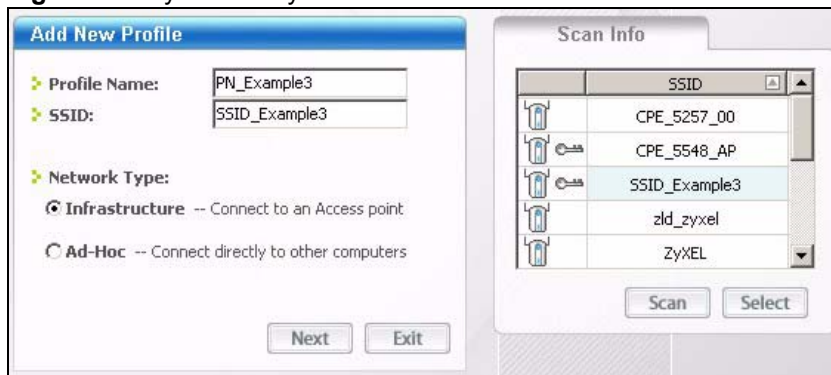 Add New Profile
Profile Name: PN_Example3
SSID: SSID_Example3
Network Type:
Infrastructure -- Connect to an Access point
Ad-Hoc -- Connect directly to other computers
Next Exit
Scan Info
SSID
CPE_5257_00
CPE_5548_AP
SSID_Example3
zld_zyxel
ZyXEL
Scan Select